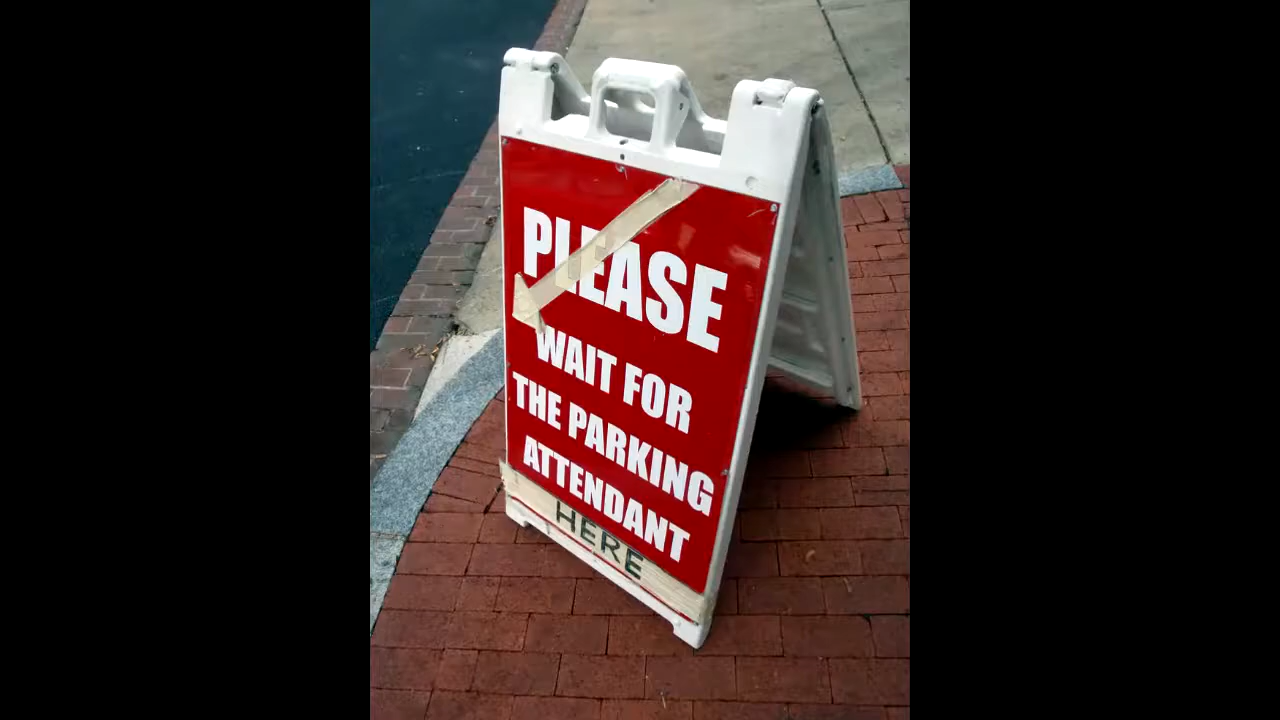 PLEASE
WAIT FOR
THE PARKING
ATTENDANT
HERE